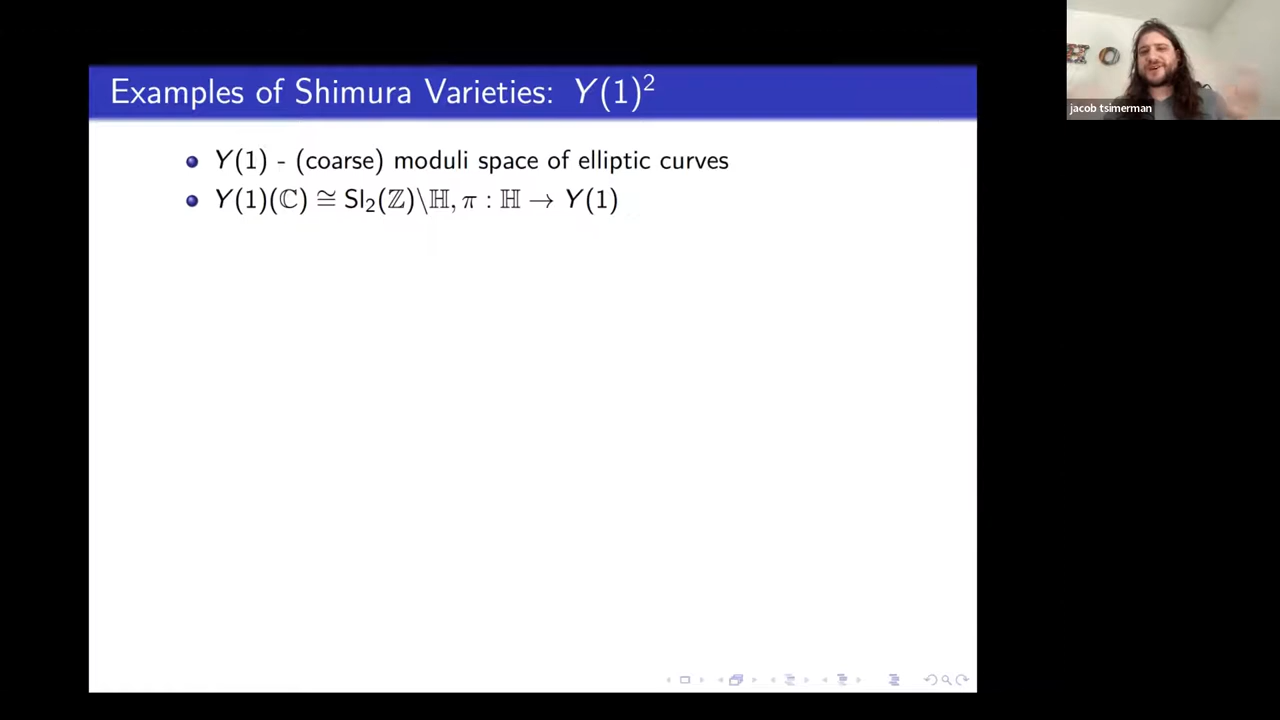 Examples of Shimura Varieties: Y(1)²
Y(1) - (coarse) moduli space of elliptic curves
Y(1)(ℂ) ≅ Sl₂(ℤ)\ℍ, π : ℍ → Y(1)
jacob tsimerman